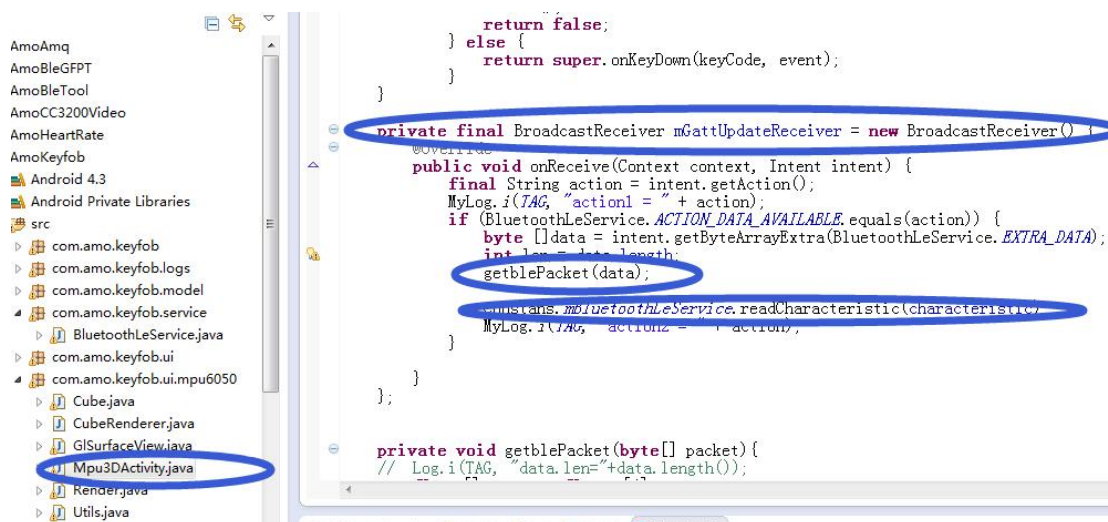 AmoAmq
AmoBleGFPT
AmoBleTool
AmoCC3200Video
AmoHeartRate
AmoKeyfob
Android 4.3
Android Private Libraries
src
com.amo.keyfob
com.amo.keyfob.logs
com.amo.keyfob.model
com.amo.keyfob.service
BluetoothLeService.java
com.amo.keyfob.ui
com.amo.keyfob.ui.mpu6050
Cube.java
CubeRenderer.java
GlSurfaceView.java
Mpu3DActivity.java
Render.java
Utils.java
return false;
} else {
return super.onKeyDown(keyCode, event);
}
}
private final BroadcastReceiver mGattUpdateReceiver = new BroadcastReceiver() {
@Override
public void onReceive(Context context, Intent intent) {
final String action = intent.getAction();
MyLog.i(TAG, "action1 = " + action);
if (BluetoothLeService.ACTION_DATA_AVAILABLE.equals(action)) {
byte []data = intent.getByteArrayExtra(BluetoothLeService.EXTRA_DATA);
int len = data.length;
getblePacket(data);
Constans.mBluetoothLeService.readCharacteristic(characteristic)
MyLog.i(TAG, "action2 = " + action);
}
}
};
private void getblePacket(byte[] packet){
// Log.i(TAG, "data.len="+data.length());